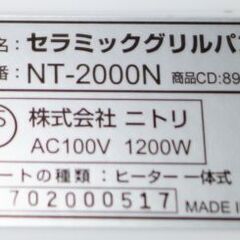 名：セラミックグリルパ
番：NT-2000N 商品CD:89
S 株式会社 ニトリ
AC100V 1200W
ートの種類：ヒーター 一体式
702000517 MADE I